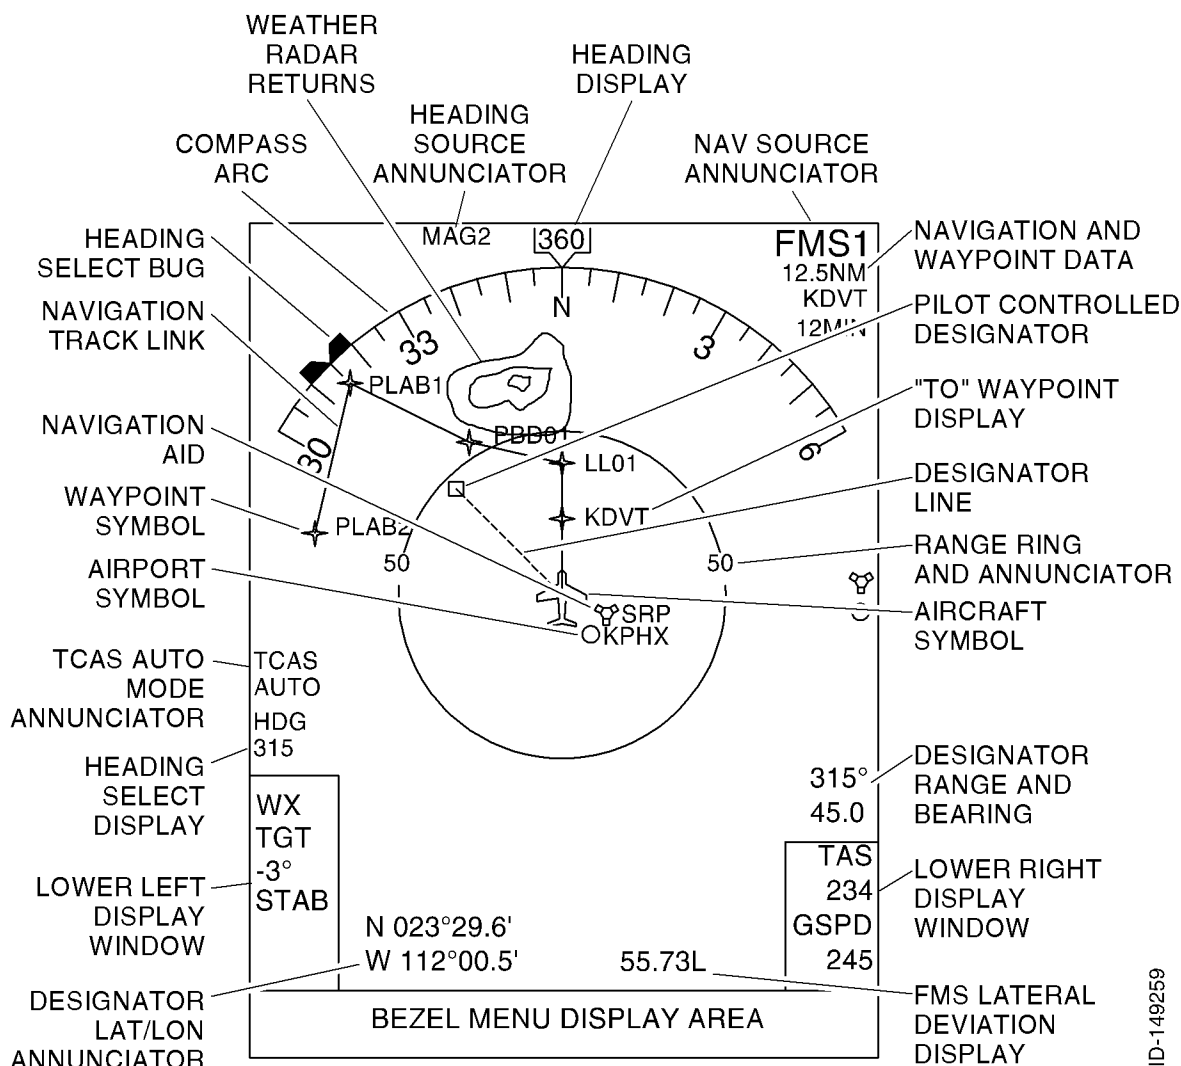 WEATHER
RADAR
RETURNS
HEADING
DISPLAY
HEADING
SOURCE
ANNUNCIATOR
COMPASS
ARC
NAV SOURCE
ANNUNCIATOR
HEADING
SELECT BUG
NAVIGATION
TRACK LINK
NAVIGATION
AID
WAYPOINT
SYMBOL
AIRPORT
SYMBOL
TCAS AUTO
MODE
ANNUNCIATOR
HEADING
SELECT
DISPLAY
LOWER LEFT
DISPLAY
WINDOW
DESIGNATOR
LAT/LON
ANNUNCIATOR
MAG2
360
FMS1
12.5NM
KDVT
12MIN
N
33
3
30
6
PLAB1
PBD01
LL01
KDVT
PLAB2
50
50
SRP
KPHX
TCAS
AUTO
HDG
315
WX
TGT
-3°
STAB
315°
45.0
TAS
234
GSPD
245
N 023°29.6'
W 112°00.5'
55.73L
BEZEL MENU DISPLAY AREA
NAVIGATION AND
WAYPOINT DATA
PILOT CONTROLLED
DESIGNATOR
"TO" WAYPOINT
DISPLAY
DESIGNATOR
LINE
RANGE RING
AND ANNUNCIATOR
AIRCRAFT
SYMBOL
DESIGNATOR
RANGE AND
BEARING
LOWER RIGHT
DISPLAY
WINDOW
FMS LATERAL
DEVIATION
DISPLAY
ID-149259